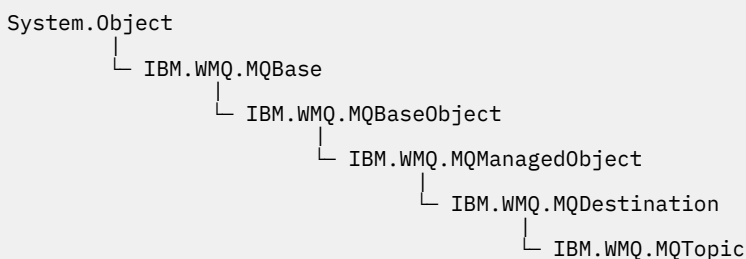 System.Object
IBM.WMQ.MQBase
IBM.WMQ.MQBaseObject
IBM.WMQ.MQManagedObject
IBM.WMQ.MQDestination
IBM.WMQ.MQTopic